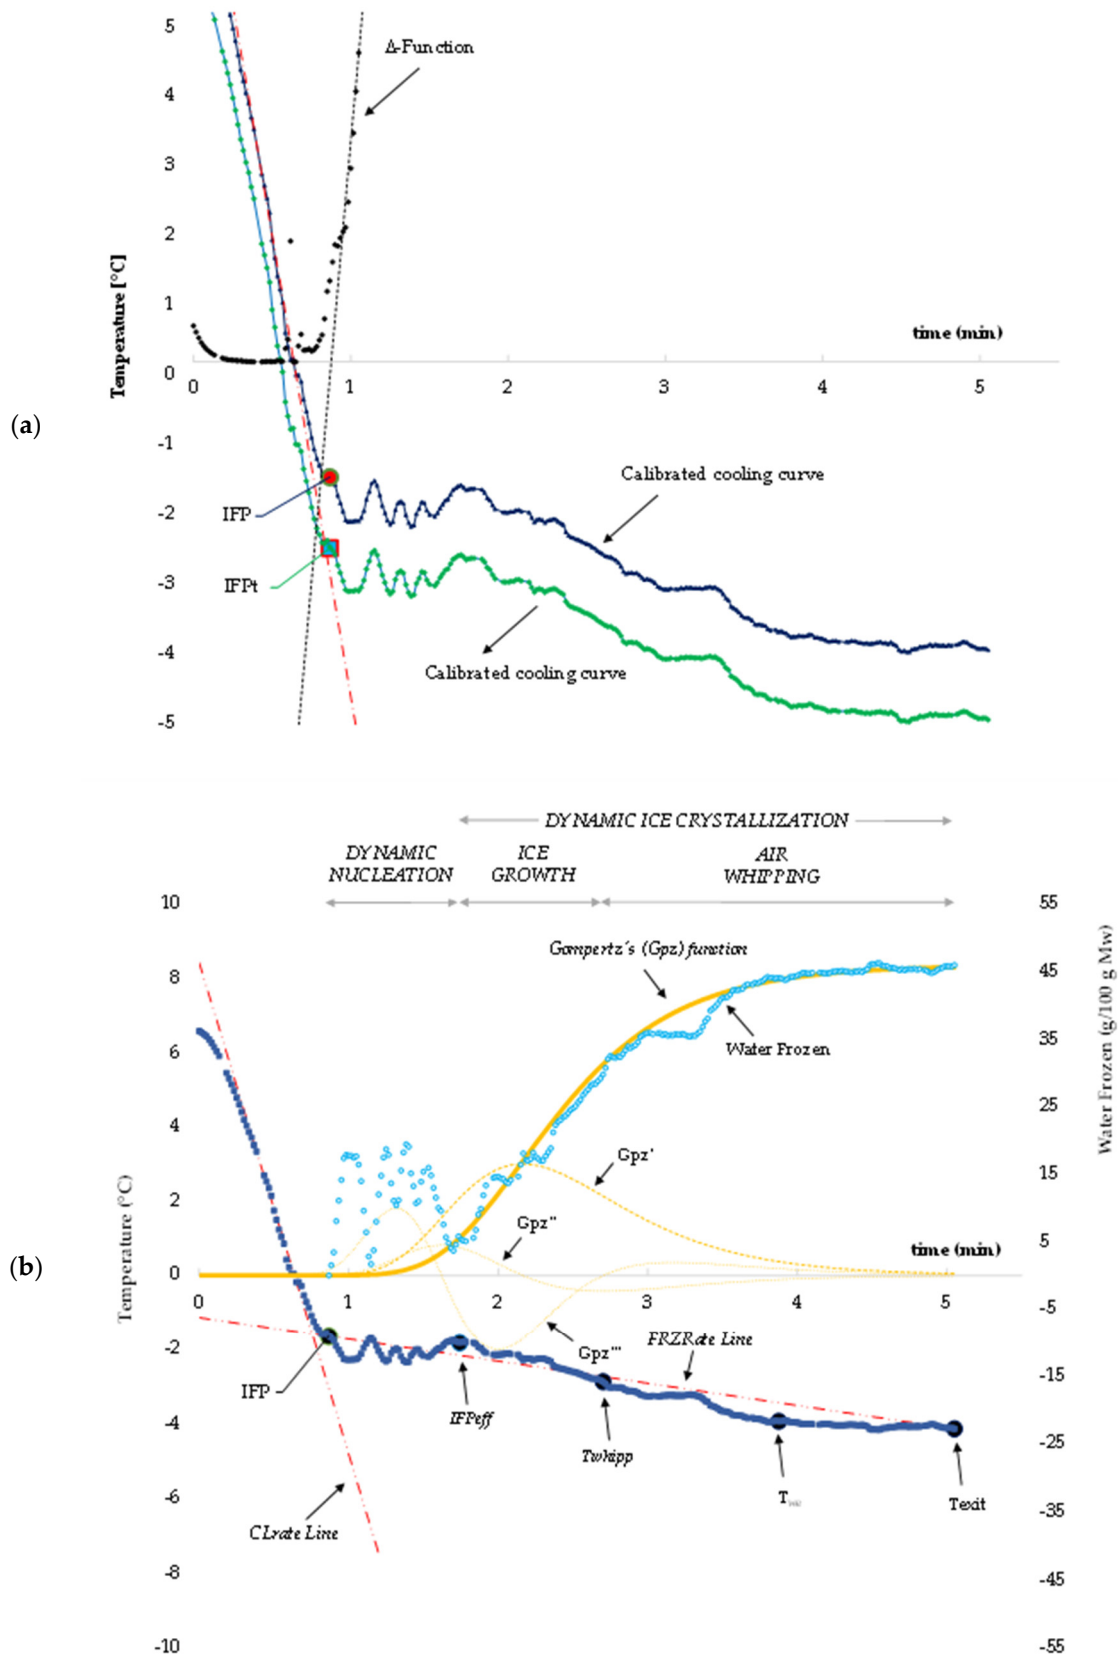 5
Δ-Function
4
3
2
Temperature [°C]
1
time (min)
0
0 1 2 3 4 5
(a)
-1
Calibrated cooling curve
IFP
-2
IFPt
-3
Calibrated cooling curve
-4
-5
DYNAMIC ICE CRYSTALLIZATION
DYNAMIC
NUCLEATION
ICE
GROWTH
AIR
WHIPPING
10
55
Gompertz´s (Gpz) function
8
45
Water Frozen
6
35
Water Frozen (g/100 g Mw)
4
25
Gpz'
2
15
Gpz"
Temperature (°C)
(b)
time (min)
5
0
0 1 2 3 4 5
-5
FRZRate Line
Gpz'''
-2
-15
IFP
IFPeff
-4
Twhipp
-25
Texit
-6
CLrate Line
-35
-8
-45
-10
-55